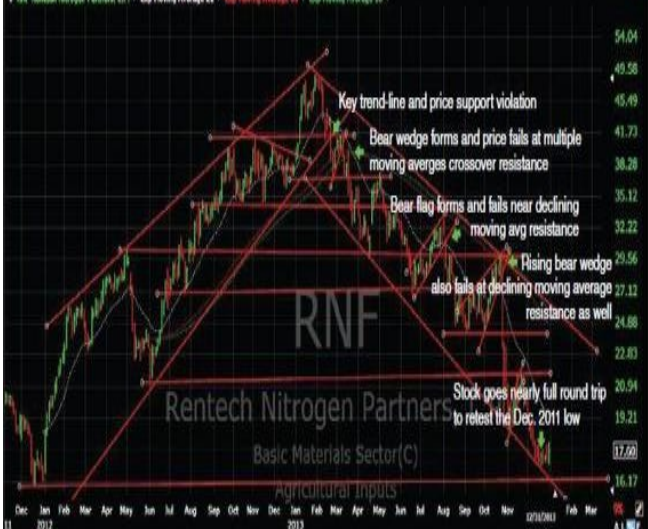 54.04
49.58
45.49
Key trend-line and price support violation
41.73
Bear wedge forms and price fails at multiple
moving averges crossover resistance
38.28
35.12
Bear flag forms and fails near declining
moving avg resistance
32.22
29.56
Rising bear wedge
also fails at declining moving average
resistance as well
27.12
24.88
RNF
22.83
20.94
Stock goes nearly full round trip
to retest the Dec. 2011 low
Rentech Nitrogen Partners
19.21
Basic Materials Sector(C)
17.60
Agricultural Inputs
16.17
Dec Jan Feb Mar Apr May Jun Jul Aug Sep Oct Nov Dec Jan Feb Mar Apr May Jun Jul Aug Sep Oct Nov Jan Feb Mar
11 2012 2013 12/31/2013